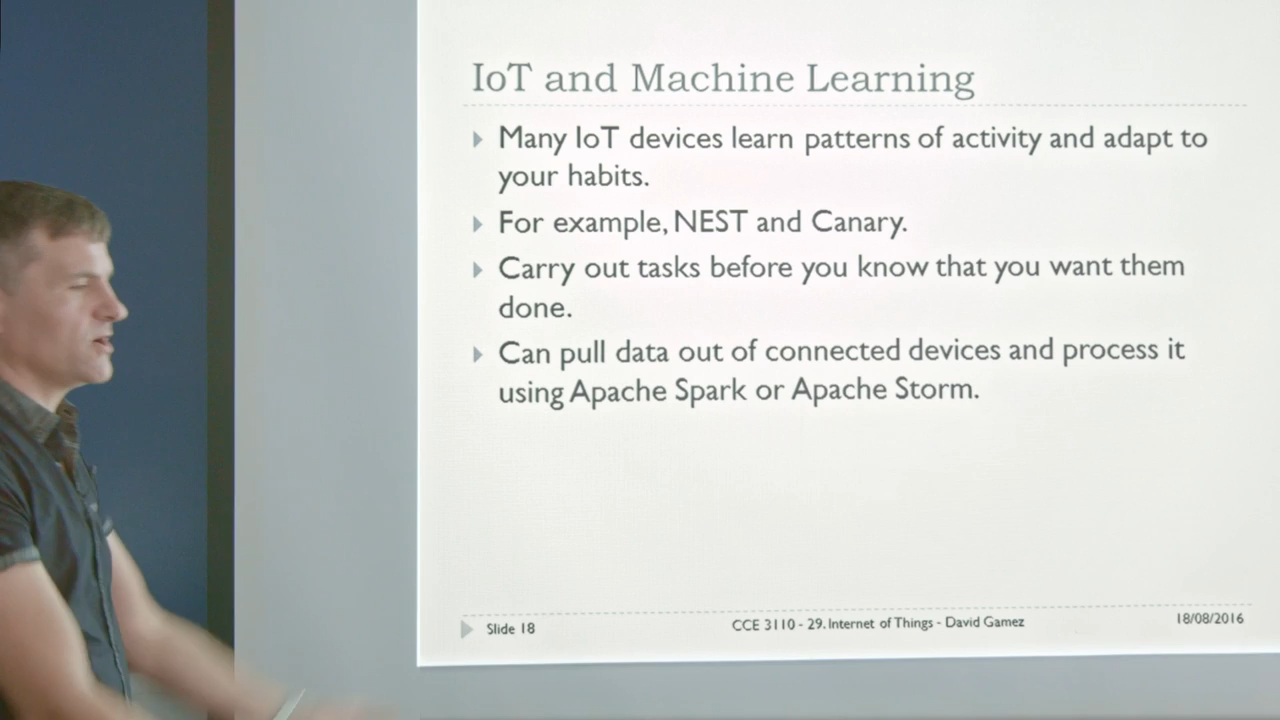 IoT and Machine Learning
Many IoT devices learn patterns of activity and adapt to
your habits.
For example, NEST and Canary.
Carry out tasks before you know that you want them
done.
Can pull data out of connected devices and process it
using Apache Spark or Apache Storm.
Slide 18
CCE 3110 - 29. Internet of Things - David Gamez
18/08/2016